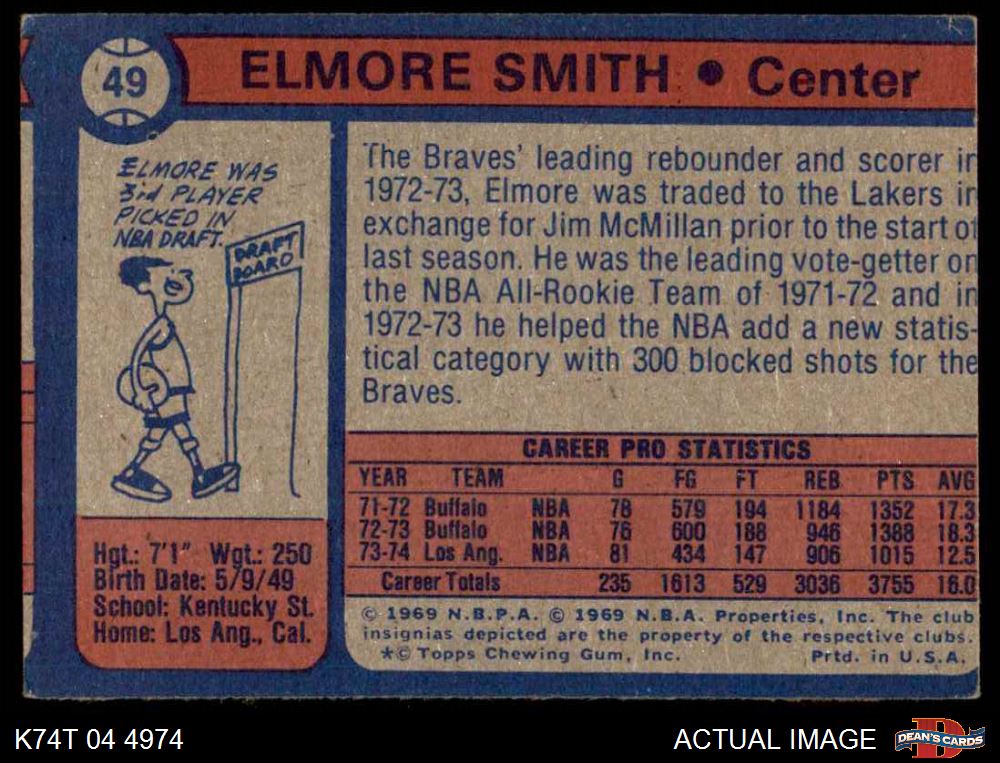 49
ELMORE SMITH • Center
ELMORE WAS
3rd PLAYER
PICKED IN
NBA DRAFT.
DRAFT
BOARD
The Braves' leading rebounder and scorer in
1972-73, Elmore was traded to the Lakers in
exchange for Jim McMillan prior to the start of
last season. He was the leading vote-getter on
the NBA All-Rookie Team of 1971-72 and in
1972-73 he helped the NBA add a new statis-
tical category with 300 blocked shots for the
Braves.
CAREER PRO STATISTICS
YEAR TEAM G FG FT REB PTS AVG
71-72 Buffalo NBA 78 579 194 1184 1352 17.3
72-73 Buffalo NBA 76 600 188 946 1388 18.3
73-74 Los Ang. NBA 81 434 147 906 1015 12.5
Career Totals 235 1613 529 3036 3755 16.0
Hgt.: 7'1" Wgt.: 250
Birth Date: 5/9/49
School: Kentucky St.
Home: Los Ang., Cal.
© 1969 N.B.P.A. © 1969 N.B.A. Properties, Inc. The club
insignias depicted are the property of the respective clubs.
*© Topps Chewing Gum, Inc. Prtd. in U.S.A.
K74T 04 4974
ACTUAL IMAGE
DEAN'S CARDS